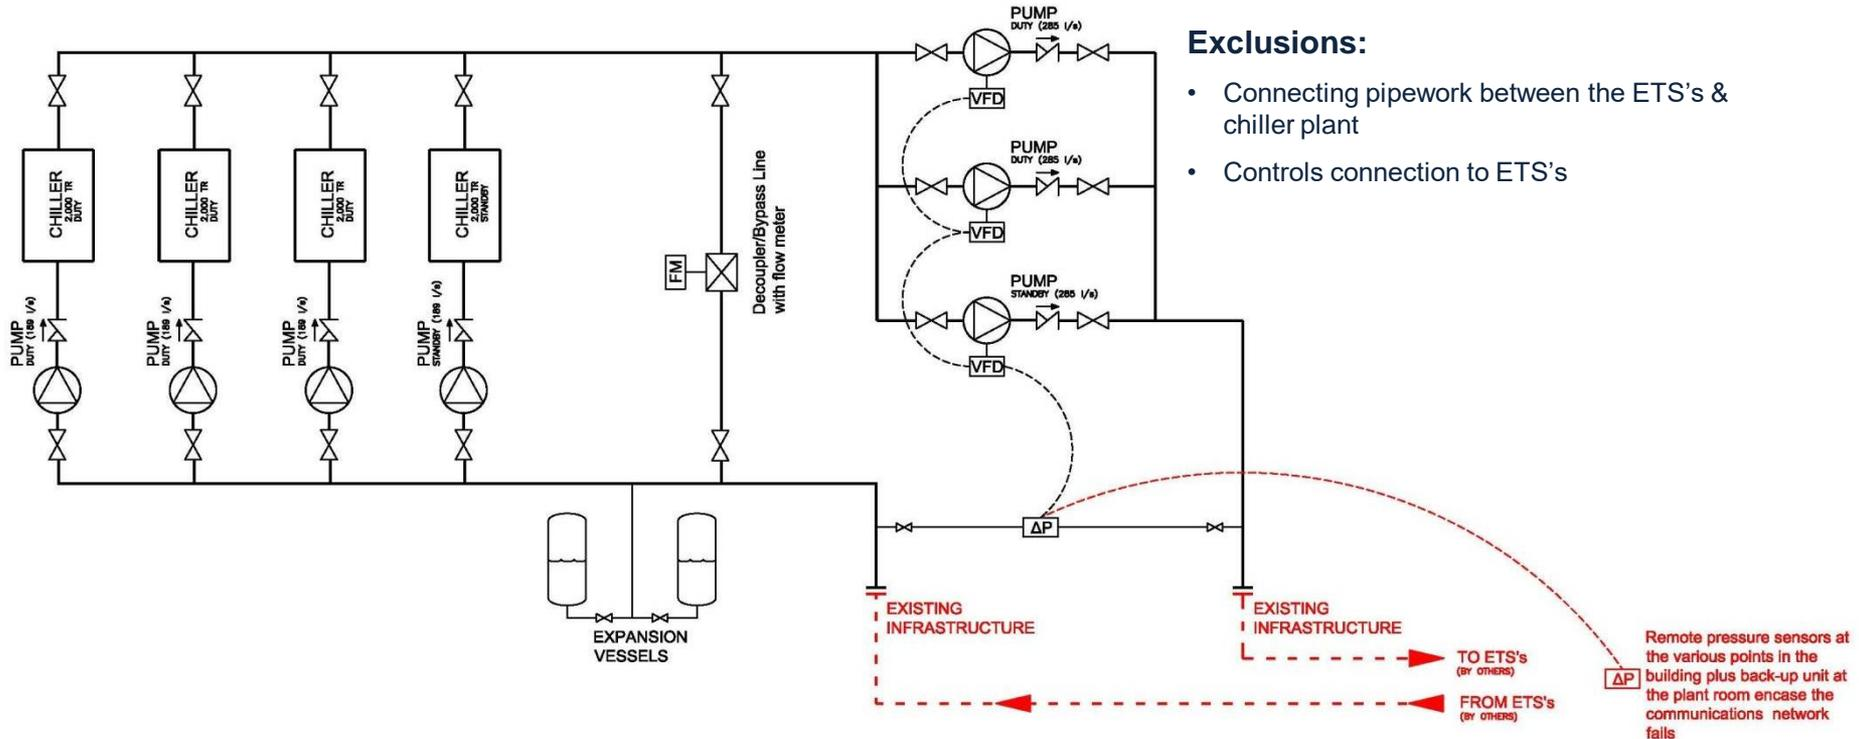 PUMP
DUTY (285 l/s)
VFD
PUMP
DUTY (285 l/s)
VFD
PUMP
STANDBY (285 l/s)
VFD
Exclusions:
• Connecting pipework between the ETS’s &
chiller plant
• Controls connection to ETS’s
CHILLER
2,000 TR
DUTY
CHILLER
2,000 TR
DUTY
CHILLER
2,000 TR
DUTY
CHILLER
2,000 TR
STANDBY
FM
Decoupler/Bypass Line
with flow meter
PUMP
DUTY (189 l/s)
PUMP
DUTY (189 l/s)
PUMP
DUTY (189 l/s)
PUMP
STANDBY (189 l/s)
ΔP
EXPANSION
VESSELS
EXISTING
INFRASTRUCTURE
EXISTING
INFRASTRUCTURE
TO ETS's
(BY OTHERS)
FROM ETS's
(BY OTHERS)
ΔP
Remote pressure sensors at
the various points in the
building plus back-up unit at
the plant room encase the
communications network
fails